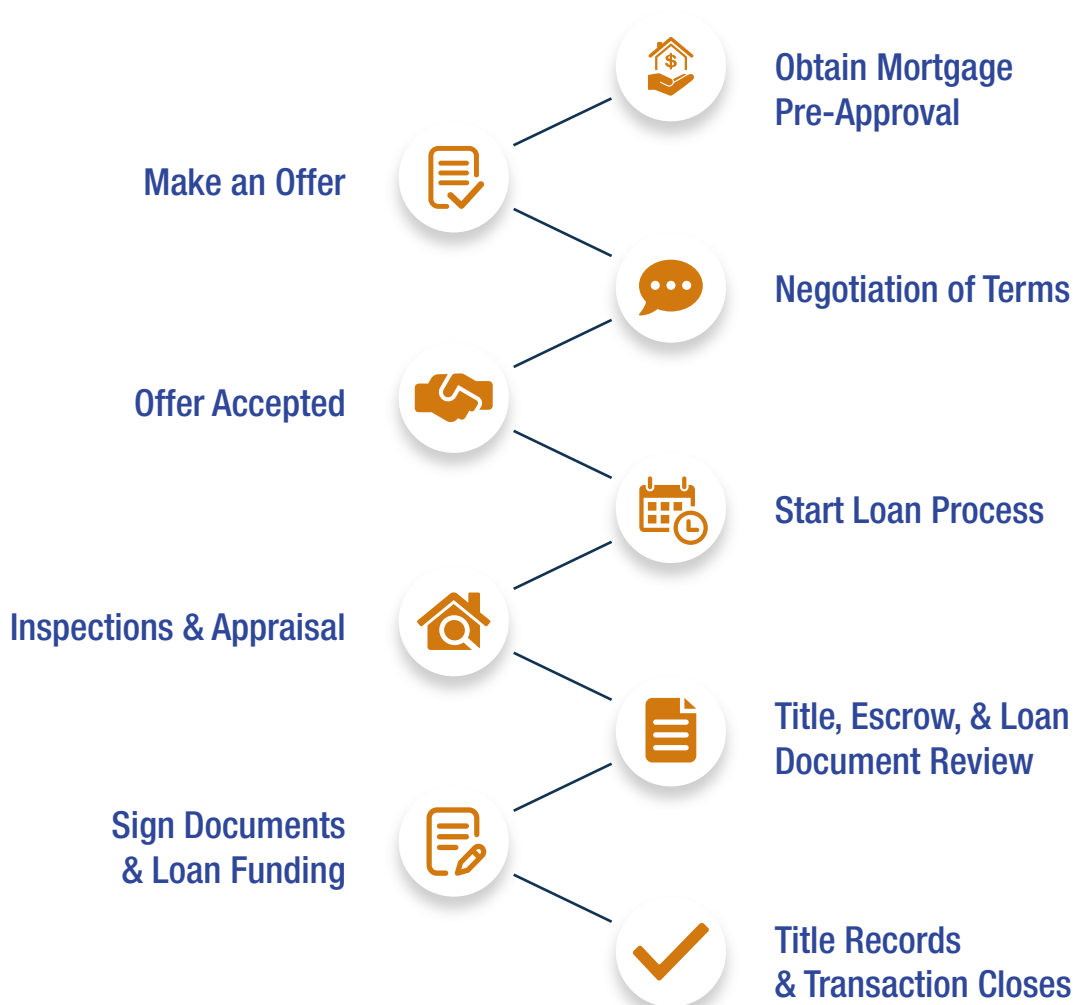 Obtain Mortgage
Pre-Approval
Make an Offer
Negotiation of Terms
Offer Accepted
Start Loan Process
Inspections & Appraisal
Title, Escrow, & Loan
Document Review
Sign Documents
& Loan Funding
Title Records
& Transaction Closes